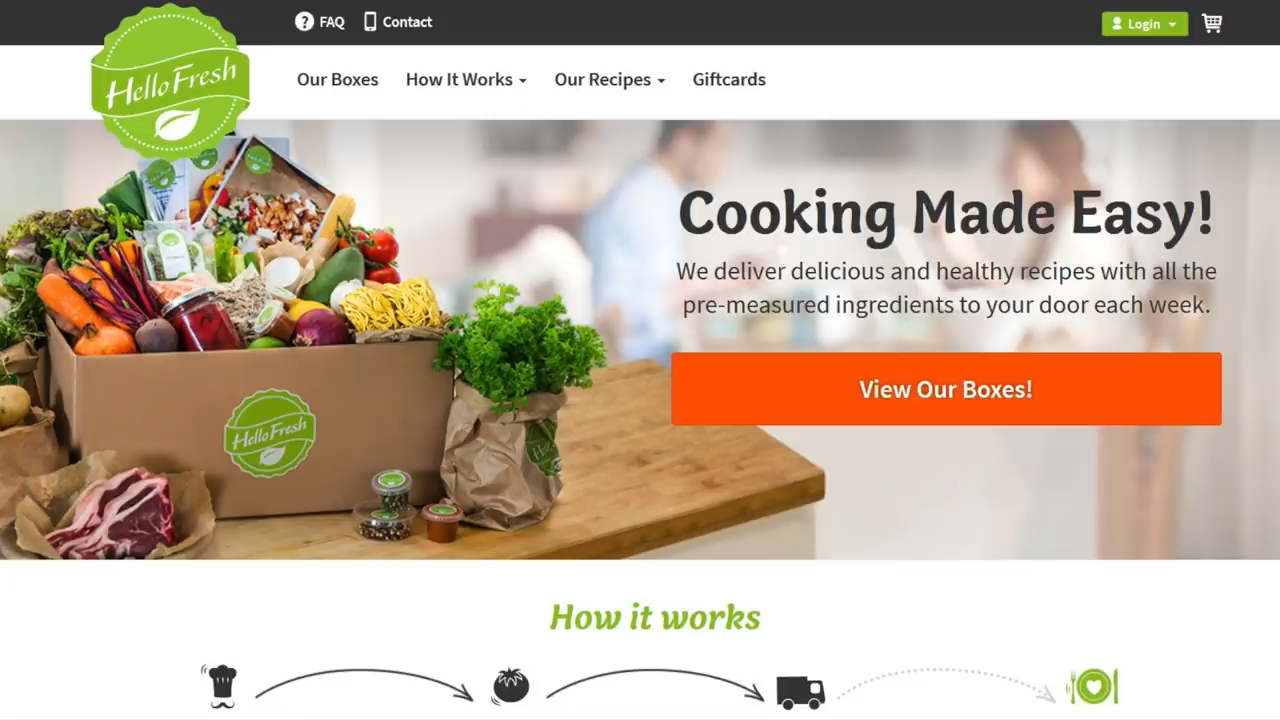 FAQ Contact Login
HelloFresh
Our Boxes How It Works Our Recipes Giftcards
Cooking Made Easy!
We deliver delicious and healthy recipes with all the
pre-measured ingredients to your door each week.
View Our Boxes!
HelloFresh
How it works